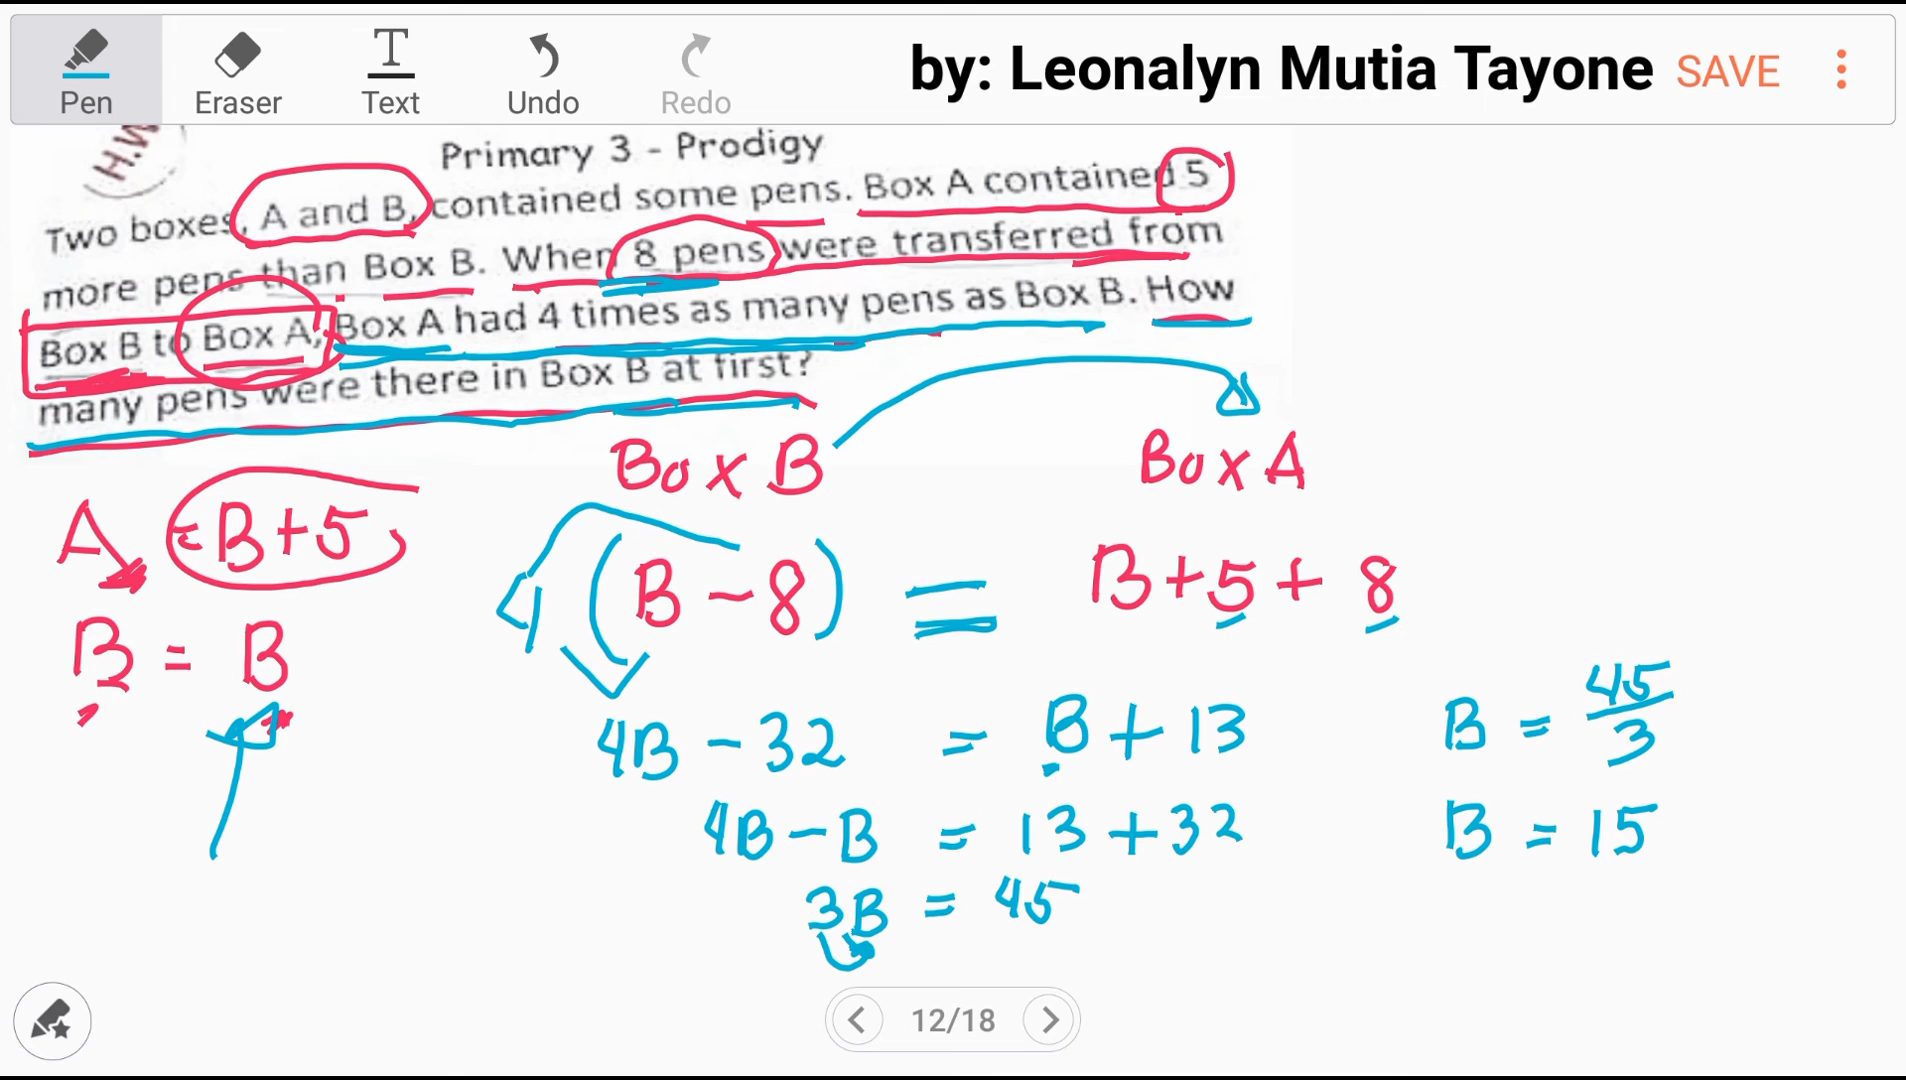 Pen
Eraser
Text
Undo
Redo
by: Leonalyn Mutia Tayone
SAVE
H.W
Primary 3 - Prodigy
Two boxes, A and B, contained some pens. Box A contained 5
more pens than Box B. When 8 pens were transferred from
Box B to Box A, Box A had 4 times as many pens as Box B. How
many pens were there in Box B at first?
Box B
Box A
A = B+5
B = B
4 (B - 8) = B + 5 + 8
4B - 32 = B + 13
4B - B = 13 + 32
3B = 45
B = 45/3
B = 15
12/18